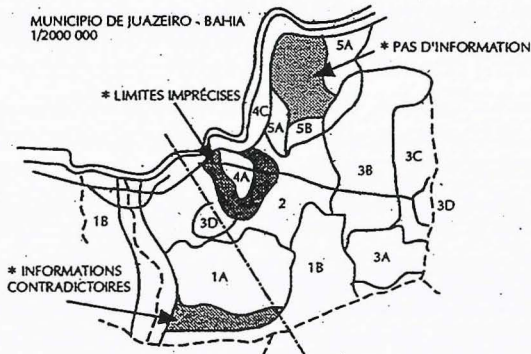 MUNICIPIO DE JUAZEIRO - BAHIA
1/2000 000
5A
* PAS D'INFORMATION
* LIMITES IMPRÉCISES
4C
5A
5B
3B
3C
4A
1B
3D
2
3D
1A
1B
3A
* INFORMATIONS
CONTRADICTOIRES